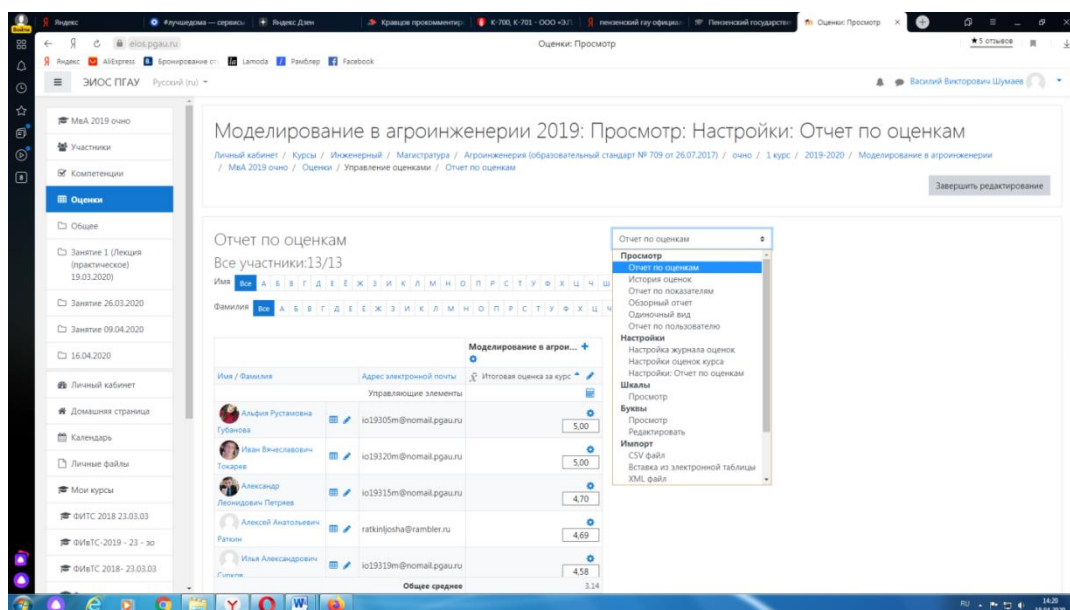 Войти
Яндекс
#лучшедома — сервисы
Яндекс.Дзен
Кравцов прокомментиро
К-700, К-701 - ООО «ЗЛ
пензенский гау официал
Пензенский государстве
Оценки: Просмотр
eios.pgau.ru
Оценки: Просмотр
★5 отзывов
Яндекс
AliExpress
Бронирование от
Lamoda
Рамблер
Facebook
ЭИОС ПГАУ Русский (ru)
Василий Викторович Шумаев
МвА 2019 очно
Участники
Компетенции
Оценки
Общее
Занятие 1 (Лекция
(практическое)
19.03.2020)
Занятие 26.03.2020
Занятие 09.04.2020
16.04.2020
Личный кабинет
Домашняя страница
Календарь
Личные файлы
Мои курсы
ФИТС 2018 23.03.03
ФИвТС-2019 - 23 - зо
ФИвТС 2018- 23.03.03
Моделирование в агроинженерии 2019: Просмотр: Настройки: Отчет по оценкам
Личный кабинет / Курсы / Инженерный / Магистратура / Агроинженерия (образовательный стандарт № 709 от 26.07.2017) / очно / 1 курс / 2019-2020 / Моделирование в агроинженерии
/ МвА 2019 очно / Оценки / Управление оценками / Отчет по оценкам
Завершить редактирование
Отчет по оценкам
Все участники:13/13
Имя Все А Б В Г Д Е Ё Ж З И К Л М Н О П Р С Т У Ф Х Ц Ч Ш
Фамилия Все А Б В Г Д Е Ё Ж З И К Л М Н О П Р С Т У Ф Х Ц Ч
Моделирование в агрои...
Имя / Фамилия
Адрес электронной почты
Итоговая оценка за курс
Управляющие элементы
Альфия Рустамовна
Губанова
io19305m@nomail.pgau.ru
5,00
Иван Вячеславович
Токарев
io19320m@nomail.pgau.ru
5,00
Александр
Леонидович Петряев
io19315m@nomail.pgau.ru
4,70
Алексей Анатольевич
Раткин
ratkinljosha@rambler.ru
4,69
Илья Александрович
io19319m@nomail.pgau.ru
4,58
Общее среднее
3,14
Отчет по оценкам
Просмотр
Отчет по оценкам
История оценок
Отчет по показателям
Обзорный отчет
Одиночный вид
Отчет по пользователю
Настройки
Настройка журнала оценок
Настройки оценок курса
Настройки: Отчет по оценкам
Шкалы
Просмотр
Буквы
Просмотр
Редактировать
Импорт
CSV файл
Вставка из электронной таблицы
XML файл
RU
14:20